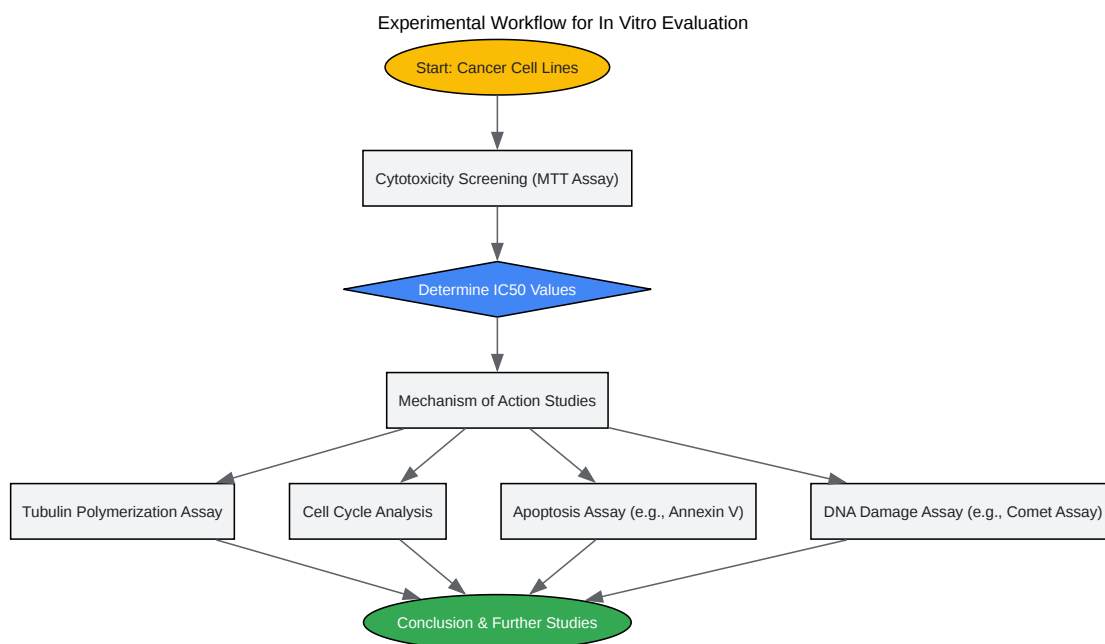 Experimental Workflow for In Vitro Evaluation
Start: Cancer Cell Lines
Cytotoxicity Screening (MTT Assay)
Determine IC50 Values
Mechanism of Action Studies
Tubulin Polymerization Assay
Cell Cycle Analysis
Apoptosis Assay (e.g., Annexin V)
DNA Damage Assay (e.g., Comet Assay)
Conclusion & Further Studies